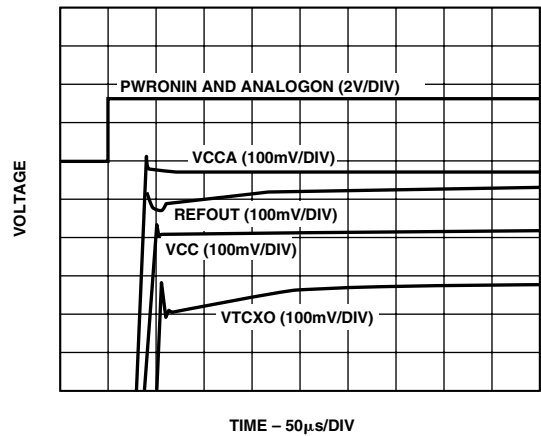 PWRONIN AND ANALOGON (2V/DIV)
VCCA (100mV/DIV)
REFOUT (100mV/DIV)
VCC (100mV/DIV)
VTCXO (100mV/DIV)
VOLTAGE
TIME – 50μs/DIV